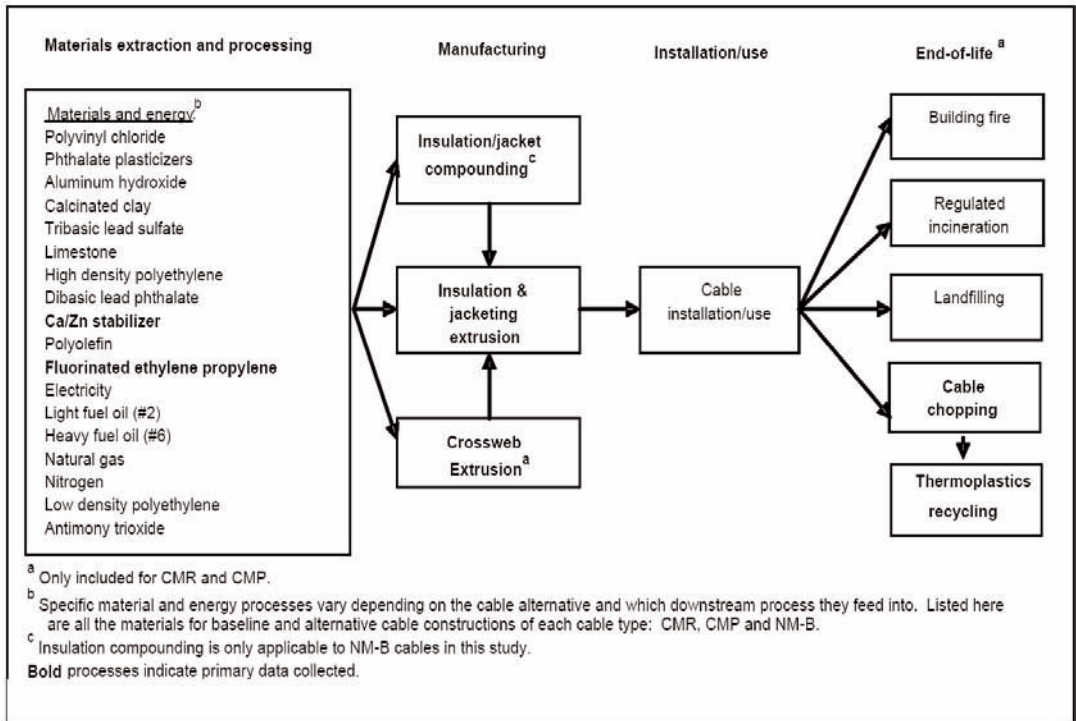 Materials extraction and processing
Manufacturing
Installation/use
End-of-life a
Materials and energy: b
Polyvinyl chloride
Phthalate plasticizers
Aluminum hydroxide
Calcinated clay
Tribasic lead sulfate
Limestone
High density polyethylene
Dibasic lead phthalate
Ca/Zn stabilizer
Polyolefin
Fluorinated ethylene propylene
Electricity
Light fuel oil (#2)
Heavy fuel oil (#6)
Natural gas
Nitrogen
Low density polyethylene
Antimony trioxide
Insulation/jacket
compounding c
Insulation &
jacketing
extrusion
Crossweb
Extrusion a
Cable
installation/use
Building fire
Regulated
incineration
Landfilling
Cable
chopping
Thermoplastics
recycling
a Only included for CMR and CMP.
b Specific material and energy processes vary depending on the cable alternative and which downstream process they feed into. Listed here
are all the materials for baseline and alternative cable constructions of each cable type: CMR, CMP and NM-B.
c Insulation compounding is only applicable to NM-B cables in this study.
Bold processes indicate primary data collected.